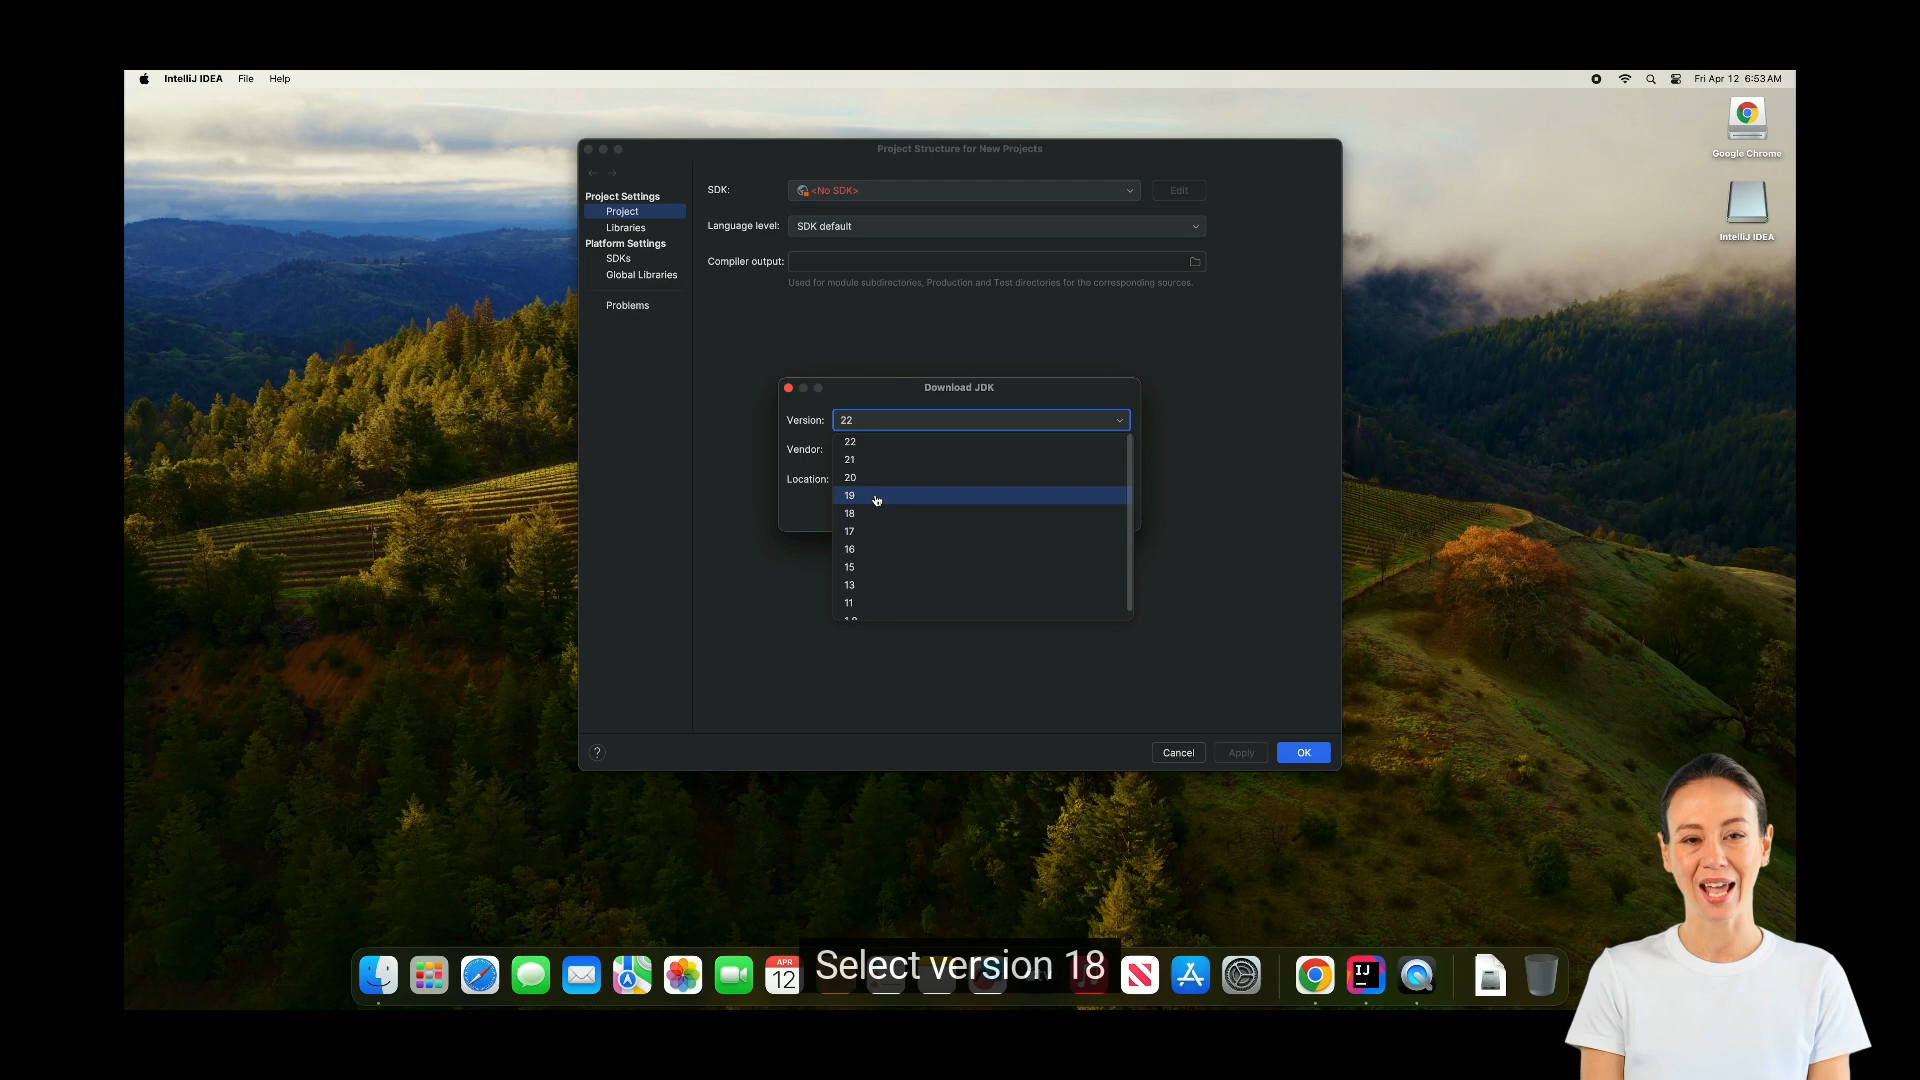 IntelliJ IDEA File Help
Fri Apr 12 6:53 AM
Google Chrome
IntelliJ IDEA
Project Structure for New Projects
Project Settings
Project
Libraries
Platform Settings
SDKs
Global Libraries
Problems
SDK: <No SDK> Edit
Language level: SDK default
Compiler output:
Used for module subdirectories, Production and Test directories for the corresponding sources.
Download JDK
Version: 22
Vendor:
Location:
22
21
20
19
18
17
16
15
13
11
? Cancel Apply OK
APR
12
IJ
Select version 18